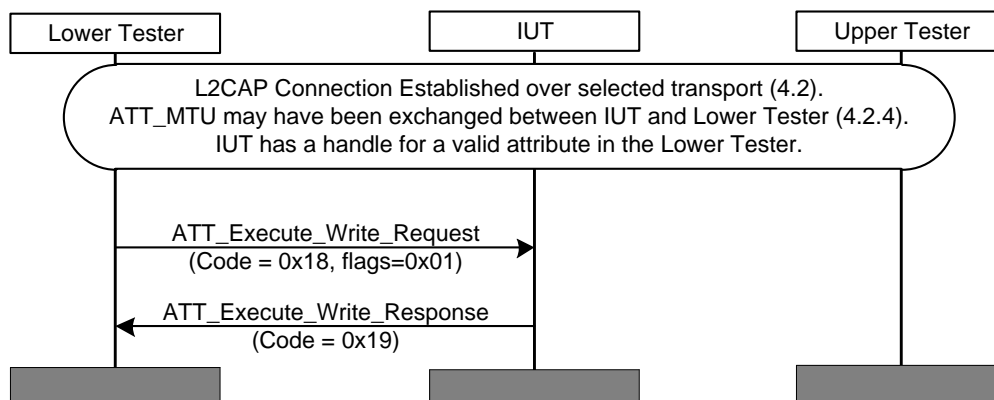 Lower Tester
IUT
Upper Tester
L2CAP Connection Established over selected transport (4.2).
ATT_MTU may have been exchanged between IUT and Lower Tester (4.2.4).
IUT has a handle for a valid attribute in the Lower Tester.
ATT_Execute_Write_Request
(Code = 0x18, flags=0x01)
ATT_Execute_Write_Response
(Code = 0x19)